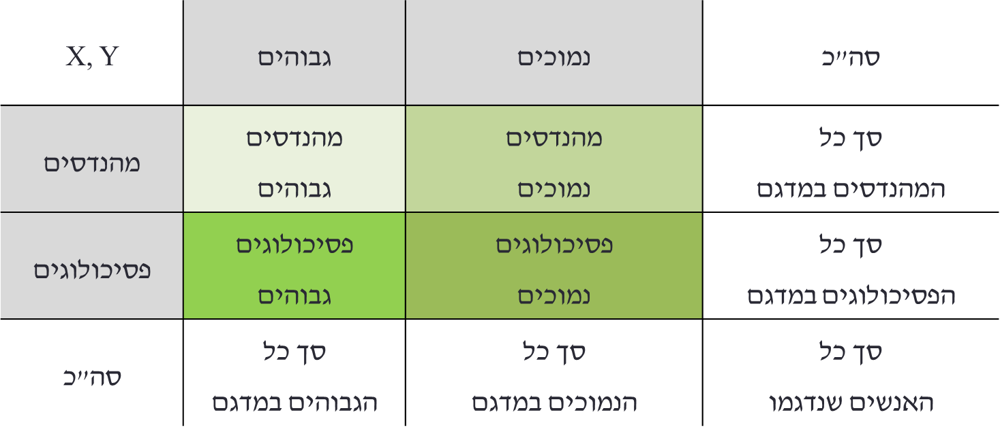 X, Y
גבוהים
נמוכים
סה״כ
מהנדסים
מהנדסים
גבוהים
מהנדסים
נמוכים
סך כל
המהנדסים במדגם
פסיכולוגים
פסיכולוגים
גבוהים
פסיכולוגים
נמוכים
סך כל
הפסיכולוגים במדגם
סה״כ
סך כל
הגבוהים במדגם
סך כל
הנמוכים במדגם
סך כל
האנשים שנדגמו